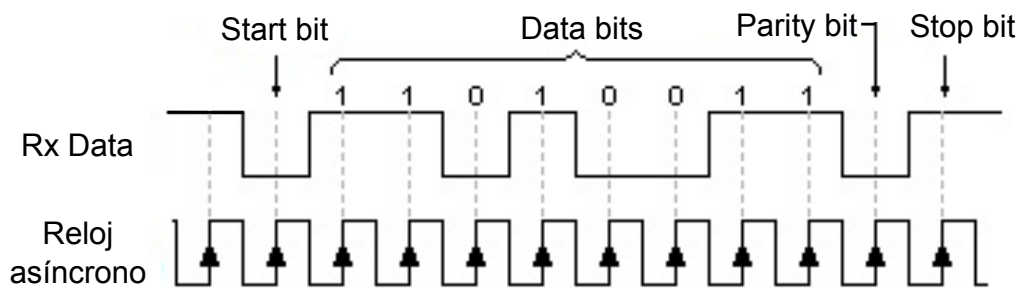 Start bit Data bits Parity bit Stop bit
1 1 0 1 0 0 1 1
Rx Data
Reloj
asíncrono